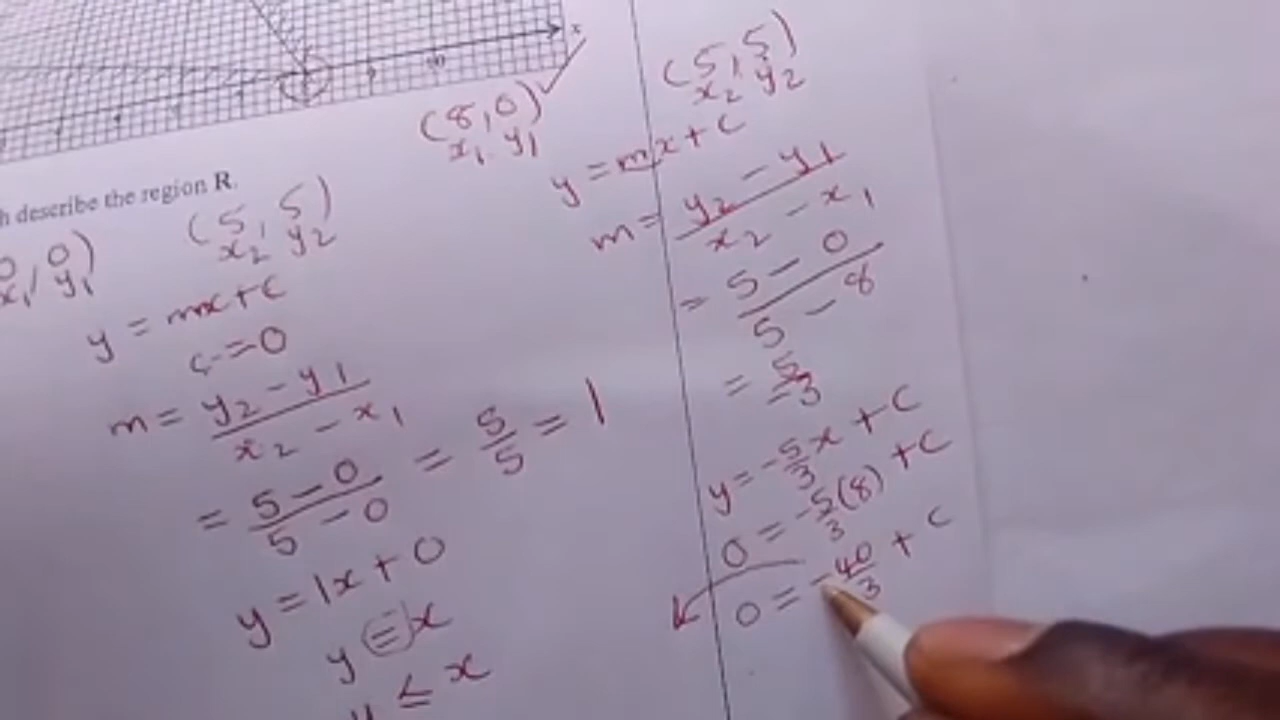 x
h describe the region R.
0, 0)
x₁, y₁
(5, 5)
x₂ y₂
y = mx + c
c = 0
m = y₂ - y₁ / x₂ - x₁
= 5 - 0 / 5 - 0 = 5/5 = 1
y = 1x + 0
y = x
y ≤ x
(8, 0) ✓
x₁ y₁
(5, 5)
x₂ y₂
y = mx + c
m = y₂ - y₁ / x₂ - x₁
= 5 - 0 / 5 - 8
= 5/-3
y = -5/3 x + c
0 = -5/3 (8) + c
0 = -40/3 + c